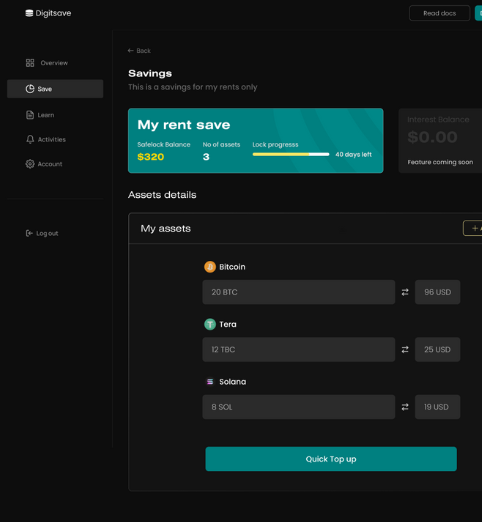 Digitsave
Read docs
Overview
Save
Learn
Activities
Account
Log out
← Back
Savings
This is a savings for my rents only
My rent save
Safelock Balance
$320
No of assets
3
Lock progresss
40 days left
Interest Balance
$0.00
Feature coming soon
Assets details
My assets
+ A
Bitcoin
20 BTC
96 USD
Tera
12 TBC
25 USD
Solana
8 SOL
19 USD
Quick Top up